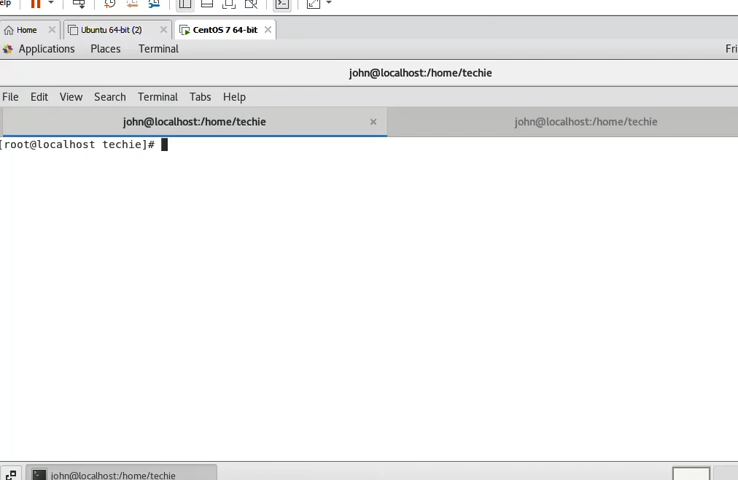 elp
Home Ubuntu 64-bit (2) CentOS 7 64-bit
Applications Places Terminal Fri
john@localhost:/home/techie
File Edit View Search Terminal Tabs Help
john@localhost:/home/techie john@localhost:/home/techie
[root@localhost techie]#
john@localhost:/home/techie